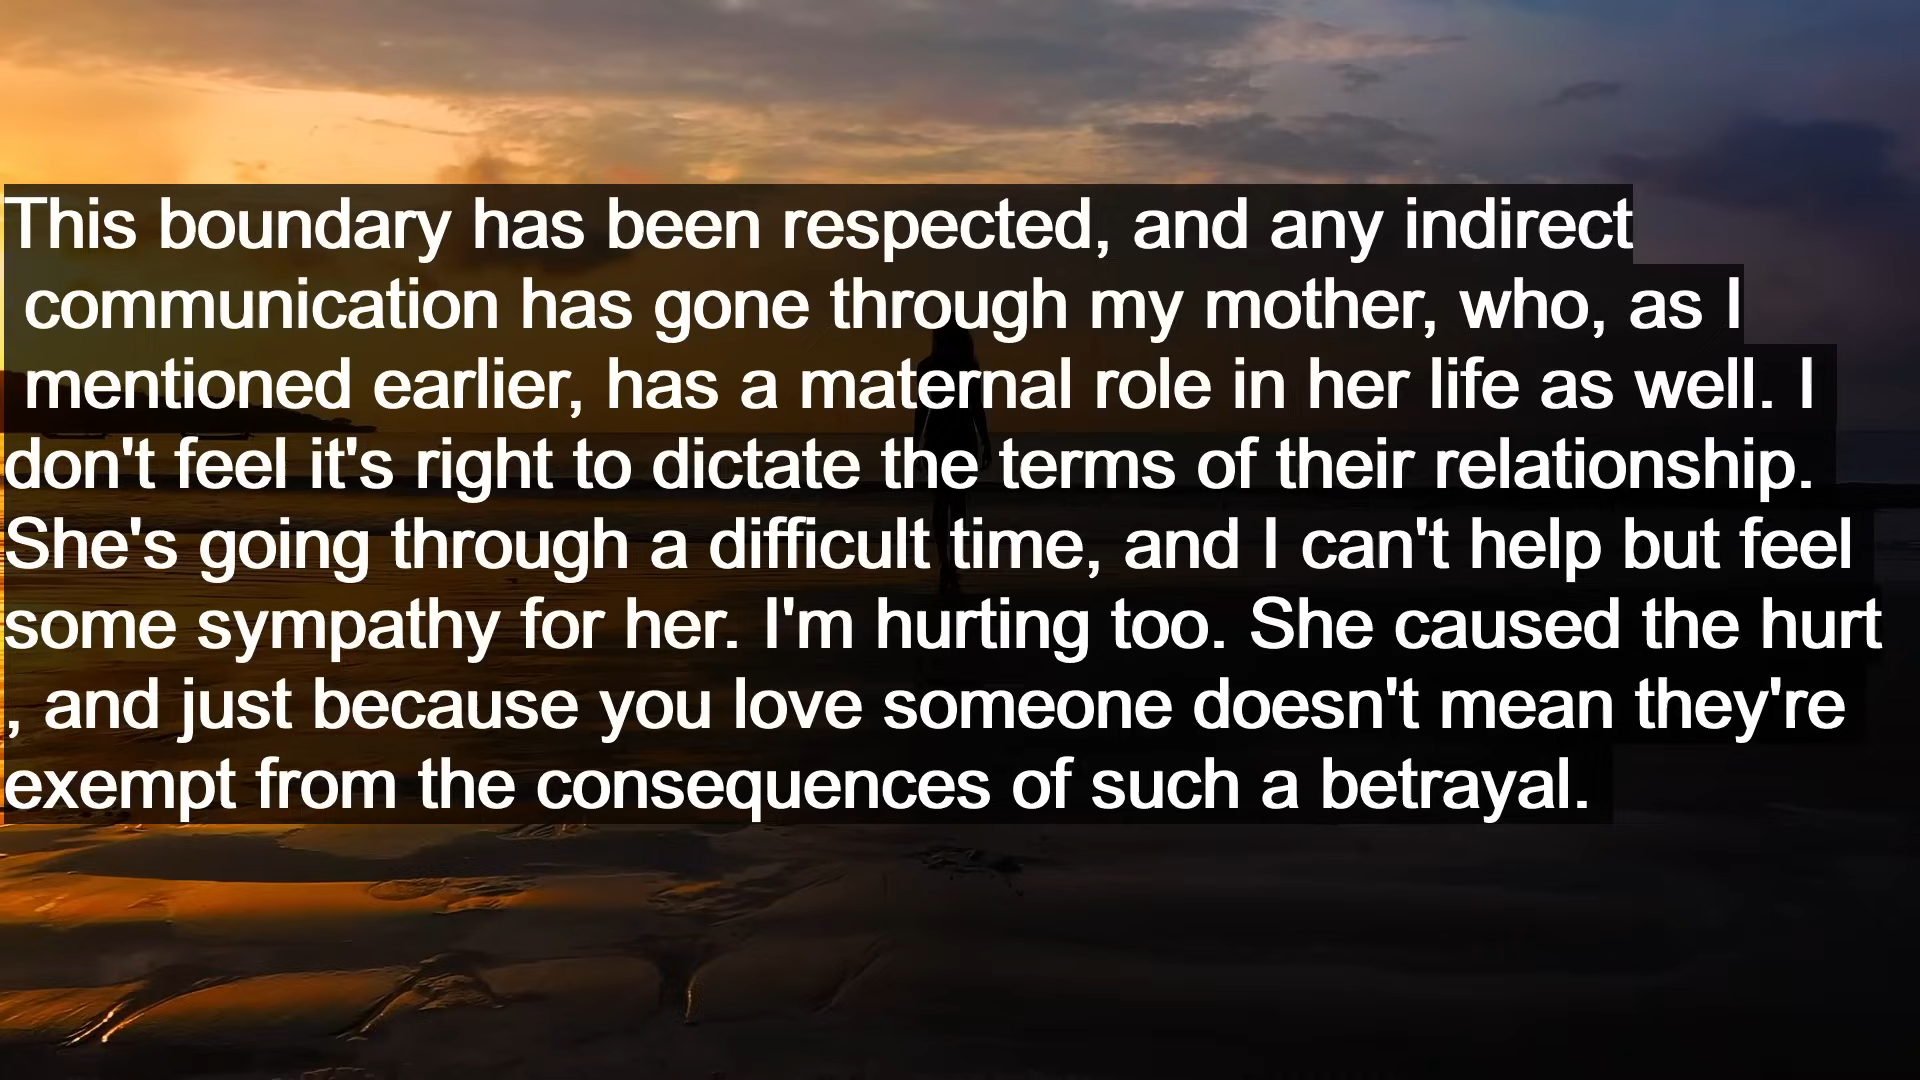 This boundary has been respected, and any indirect
communication has gone through my mother, who, as I
mentioned earlier, has a maternal role in her life as well. I
don't feel it's right to dictate the terms of their relationship.
She's going through a difficult time, and I can't help but feel
some sympathy for her. I'm hurting too. She caused the hurt
, and just because you love someone doesn't mean they're
exempt from the consequences of such a betrayal.